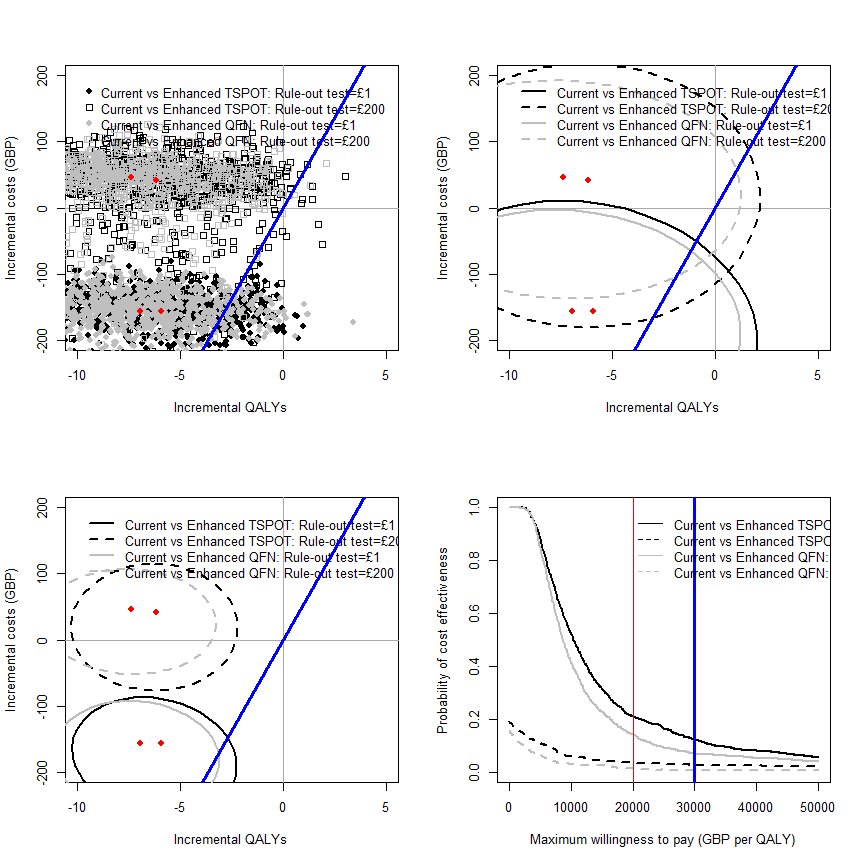 Current vs Enhanced TSPOT: Rule-out test=£1
Current vs Enhanced TSPOT: Rule-out test=£200
Current vs Enhanced QFN: Rule-out test=£1
Current vs Enhanced QFN: Rule-out test=£200
Incremental costs (GBP)
200
100
0
-100
-200
-10
-5
0
5
Incremental QALYs
Current vs Enhanced TSPOT: Rule-out test=£1
Current vs Enhanced TSPOT: Rule-out test=£20
Current vs Enhanced QFN: Rule-out test=£1
Current vs Enhanced QFN: Rule-out test=£200
Incremental costs (GBP)
200
100
0
-100
-200
-10
-5
0
5
Incremental QALYs
Current vs Enhanced TSPOT: Rule-out test=£1
Current vs Enhanced TSPOT: Rule-out test=£20
Current vs Enhanced QFN: Rule-out test=£1
Current vs Enhanced QFN: Rule-out test=£200
Incremental costs (GBP)
200
100
0
-100
-200
-10
-5
0
5
Incremental QALYs
Current vs Enhanced TSPO
Current vs Enhanced TSPO
Current vs Enhanced QFN:
Current vs Enhanced QFN:
Probability of cost effectiveness
1.0
0.8
0.6
0.4
0.2
0.0
0
10000
20000
30000
40000
50000
Maximum willingness to pay (GBP per QALY)